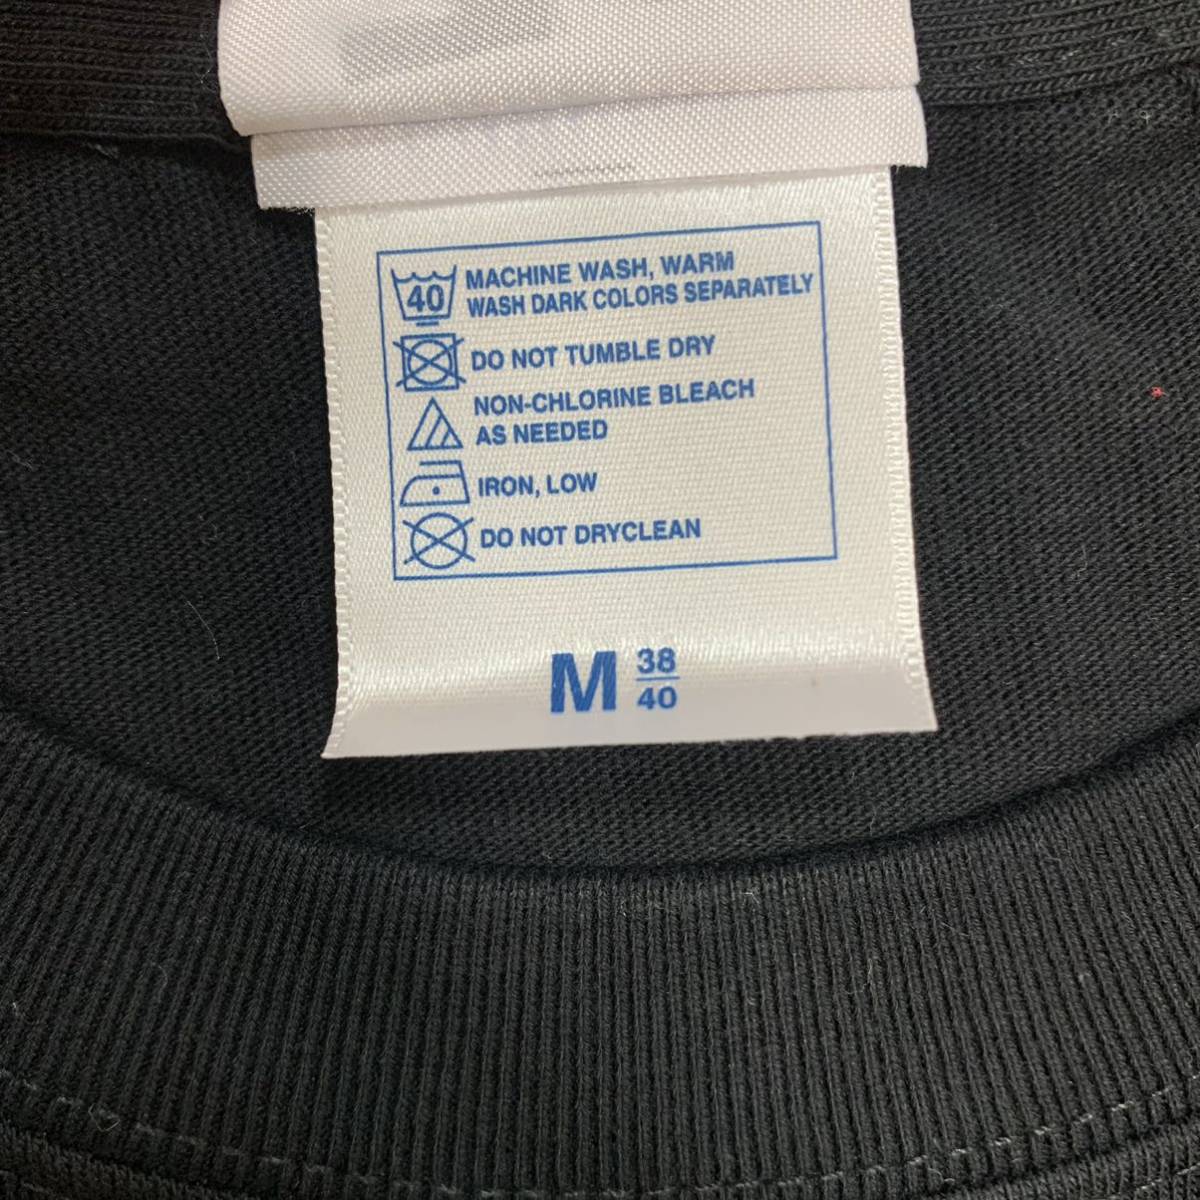 40 MACHINE WASH, WARM
WASH DARK COLORS SEPARATELY
DO NOT TUMBLE DRY
NON-CHLORINE BLEACH
AS NEEDED
IRON, LOW
DO NOT DRYCLEAN
M 38
40